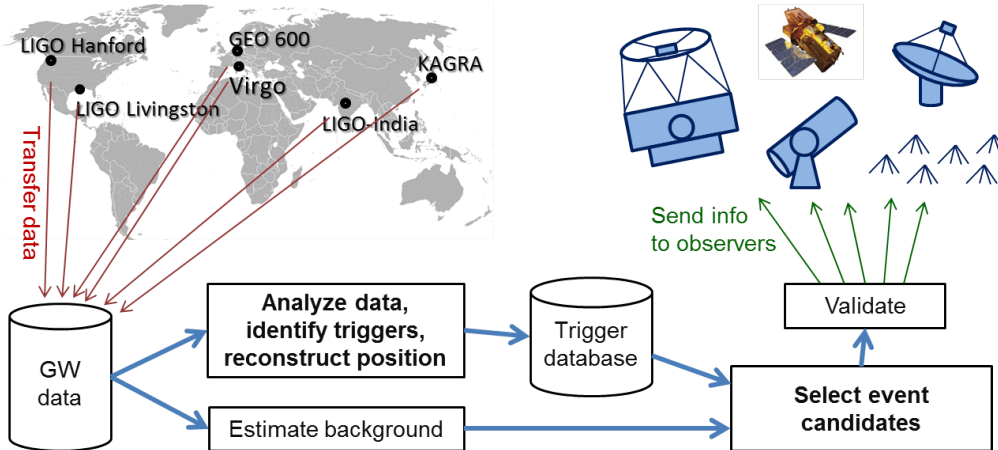 LIGO Hanford
GEO 600
KAGRA
Virgo
LIGO Livingston
LIGO-India
Transfer data
Send info
to observers
Analyze data,
identify triggers,
reconstruct position
Trigger
database
Validate
GW
data
Estimate background
Select event
candidates